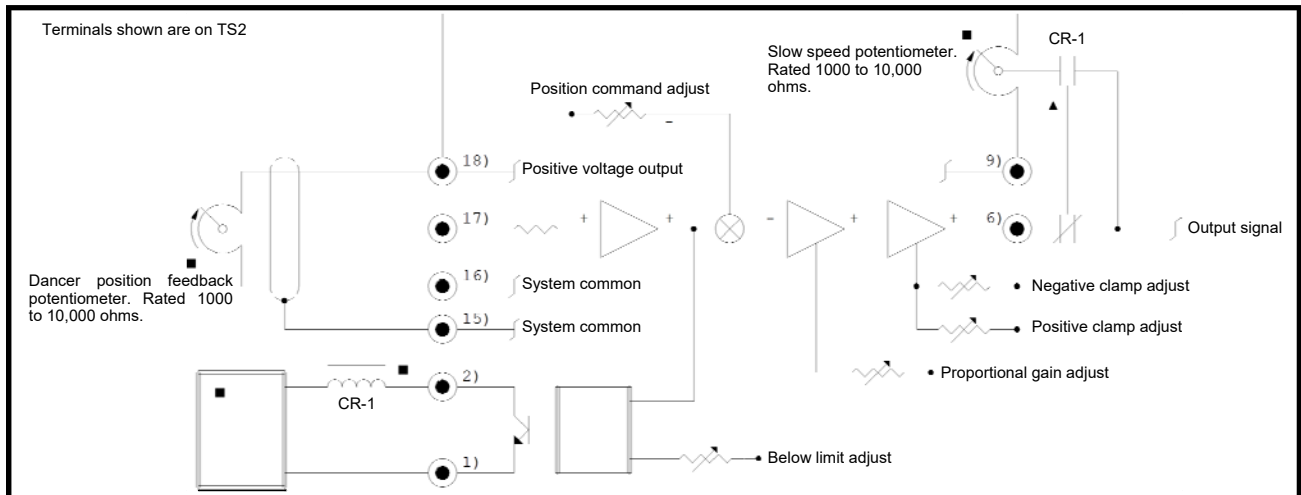 Terminals shown are on TS2
Slow speed potentiometer.
Rated 1000 to 10,000
ohms.
CR-1
Position command adjust
–
18)
Positive voltage output
9)
17)
+
+
-
+
+
6)
Output signal
Dancer position feedback
potentiometer. Rated 1000
to 10,000 ohms.
16)
System common
Negative clamp adjust
15)
System common
Positive clamp adjust
Proportional gain adjust
2)
CR-1
1)
Below limit adjust